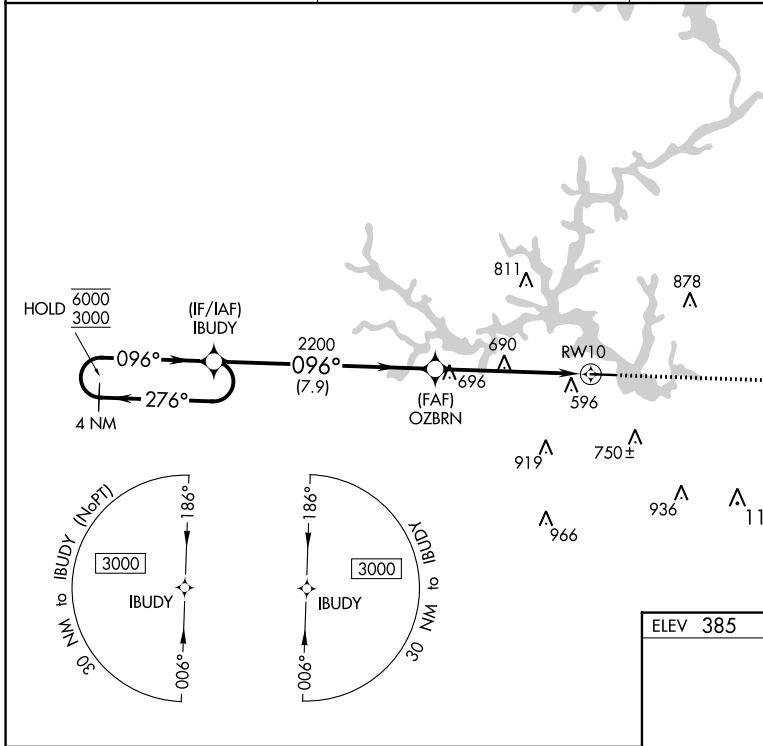 811
878
HOLD
6000
3000
(IF/IAF)
IBUDY
2200
690
RW10
096°
096°
(7.9)
696
596
276°
(FAF)
OZBRN
4 NM
919
750±
936
11
966
30 NM to IBUDY (NoPT)
186°
3000
IBUDY
006°
186°
3000
IBUDY
006°
30 NM to IBUDY
ELEV 385